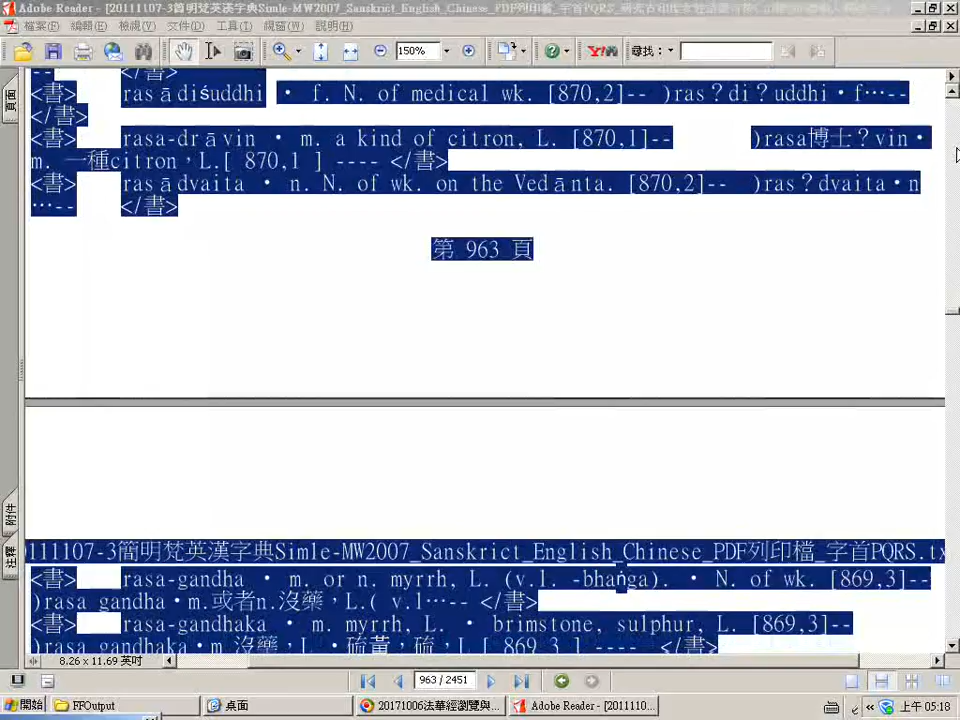 Adobe Reader - [20111107-3簡明梵英漢字典Simle-MW2007_Sanskrict_English_Chinese_PDF列印檔_字首PQRS
檔案(F) 編輯(E) 檢視(V) 文件(D) 工具(T) 視窗(W) 說明(H)
150% 尋找:
頁面
-- </書>
<書> rasādiśuddhi · f. N. of medical wk. [870,2]-- )ras?di?uddhi·f…--
</書>
<書> rasa-drāvin · m. a kind of citron, L. [870,1]-- )rasa博士?vin·
m. 一種citron,L.[ 870,1 ] ---- </書>
<書> rasādvaita · n. N. of wk. on the Vedānta. [870,2]-- )ras?dvaita·n
…-- </書>
第 963 頁
附件
注釋
0111107-3簡明梵英漢字典Simle-MW2007_Sanskrict_English_Chinese_PDF列印檔_字首PQRS.tx
<書> rasa-gandha · m. or n. myrrh, L. (v.l. -bhaṅga). · N. of wk. [869,3]--
)rasa gandha·m.或者n.沒藥,L.( v.l…-- </書>
<書> rasa-gandhaka · m. myrrh, L. · brimstone, sulphur, L. [869,3]--
)rasa gandhaka·m.沒藥,L.·硫黃,硫,L.[ 869,3 ] ---- </書>
8.26 x 11.69 英吋
963 / 2451
開始 FFOutput 桌面 20171006法華經瀏覽與... Adobe Reader - [2011110... 上午 05:18